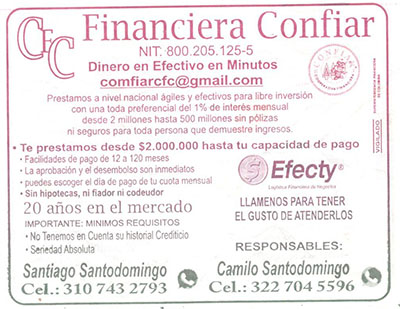 CFC Financiera Confiar
NIT. 800.205.125-5
Dinero en Efectivo en Minutos
comfiarcfc@gmail.com
Prestamos a nivel nacional ágiles y efectivos para libre inversión
con una toda preferencial del 1% de interés mensual
desde 2 millones hasta 500 millones sin pólizas
ni seguros para toda persona que demuestre ingresos.
• Te prestamos desde $2.000.000 hasta tu capacidad de pago
• Facilidades de pago de 12 a 120 meses
• La aprobación y el desembolso son inmediatos
• puedes escoger el día de pago de tu cuota mensual
• Sin hipotecas, ni fiador ni codeudor
20 años en el mercado
IMPORTANTE: MINIMOS REQUISITOS
• No Tenemos en Cuenta su historial Crediticio
• Seriedad Absoluta
Efecty®
LLAMENOS PARA TENER
EL GUSTO DE ATENDERLOS
RESPONSABLES:
Santiago Santodomingo
Cel.: 310 743 2793
Camilo Santodomingo
Cel.: 322 704 5596
VIGILADO